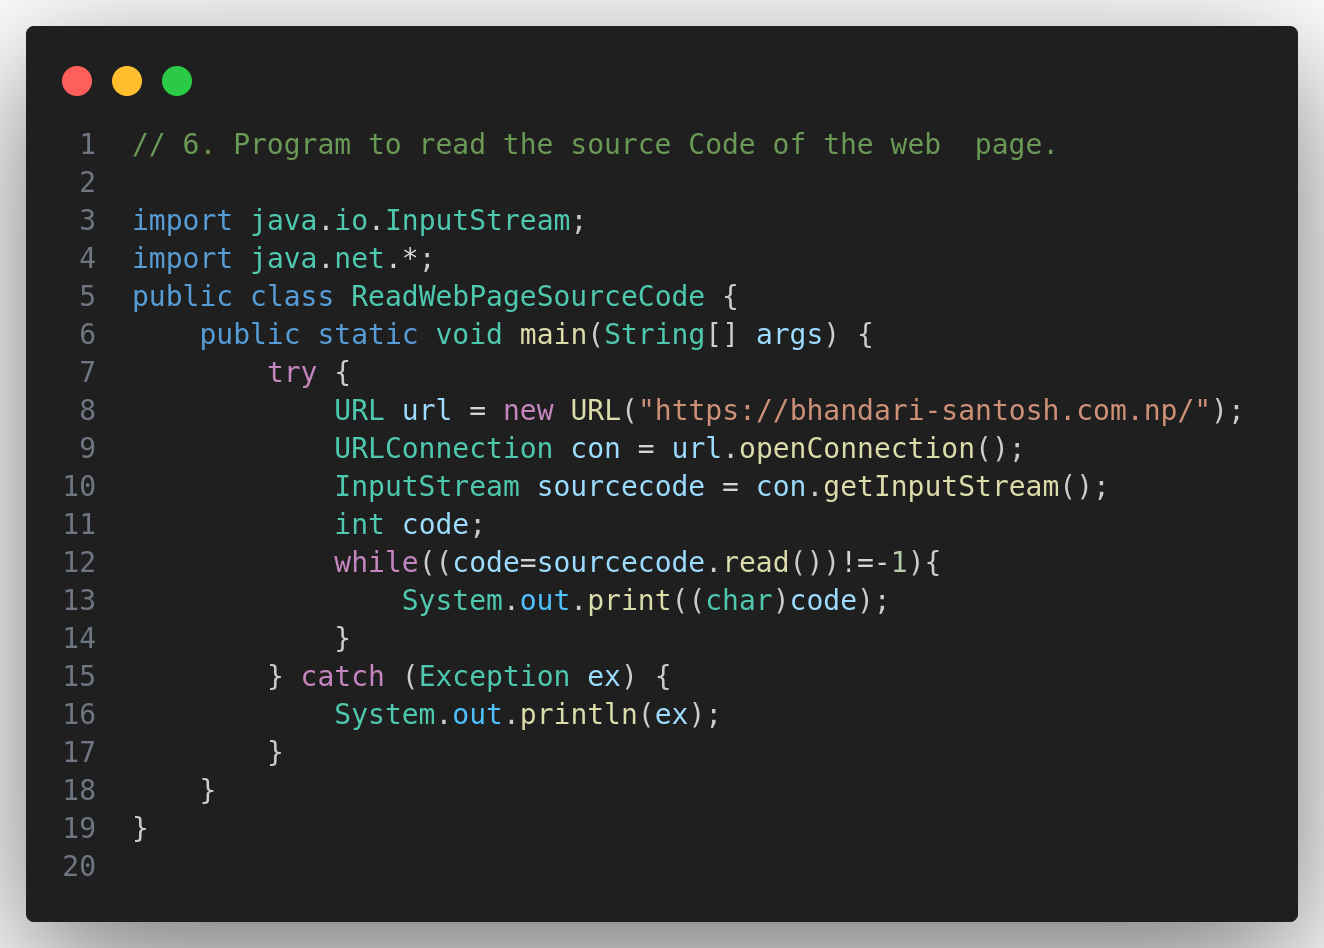 1 // 6. Program to read the source Code of the web  page.
2
3 import java.io.InputStream;
4 import java.net.*;
5 public class ReadWebPageSourceCode {
6     public static void main(String[] args) {
7         try {
8             URL url = new URL("https://bhandari-santosh.com.np/");
9             URLConnection con = url.openConnection();
10             InputStream sourcecode = con.getInputStream();
11             int code;
12             while((code=sourcecode.read())!=-1){
13                 System.out.print((char)code);
14             }
15         } catch (Exception ex) {
16             System.out.println(ex);
17         }
18     }
19 }
20